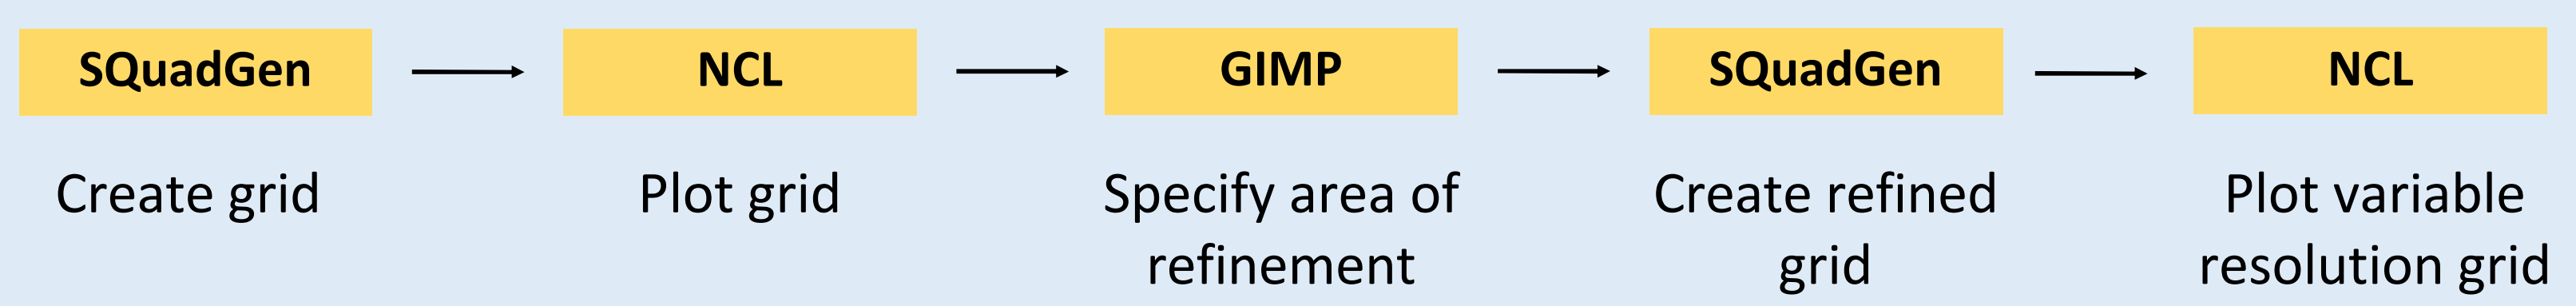 SQuadGen
Create grid
NCL
Plot grid
GIMP
Specify area of
refinement
SQuadGen
Create refined
grid
NCL
Plot variable
resolution grid